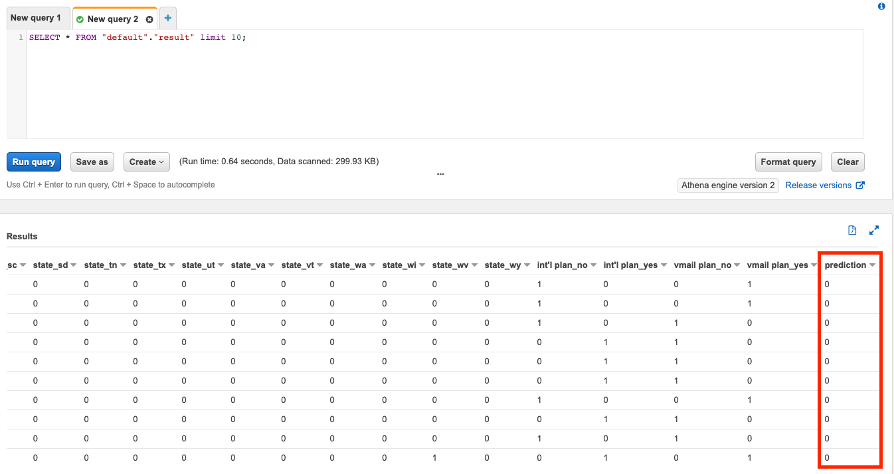 New query 1 New query 2 +
1 SELECT * FROM "default"."result" limit 10;
Run query Save as Create (Run time: 0.64 seconds, Data scanned: 299.93 KB) Format query Clear
Use Ctrl + Enter to run query, Ctrl + Space to autocomplete Athena engine version 2 Release versions
Results
_sc state_sd state_tn state_tx state_ut state_va state_vt state_wa state_wi state_wv state_wy int'l plan_no int'l plan_yes vmail plan_no vmail plan_yes prediction
0 0 0 0 0 0 0 0 0 0 1 0 0 1 0
0 0 0 0 0 0 0 0 0 0 1 0 0 1 0
0 0 0 0 0 0 0 0 0 0 1 0 1 0 0
0 0 0 0 0 0 0 0 0 0 0 1 1 0 0
0 0 0 0 0 0 0 0 0 0 0 1 1 0 0
0 0 0 0 0 0 0 0 0 0 0 1 1 0 0
0 0 0 0 0 0 0 0 0 0 1 0 0 1 0
0 0 0 0 0 0 0 0 0 0 0 1 1 0 0
0 0 0 0 0 0 0 0 0 0 1 0 1 0 0
0 0 0 0 0 0 0 0 1 0 0 1 0 1 0